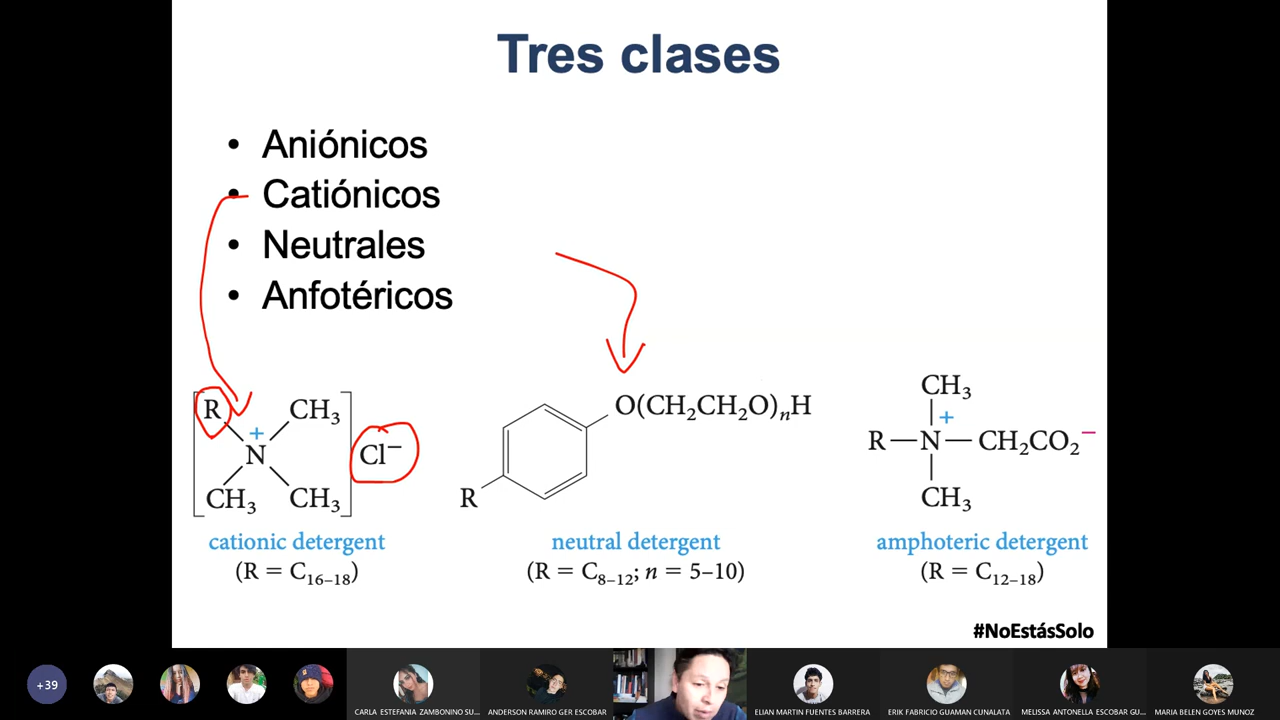 Tres clases
• Aniónicos
• Catiónicos
• Neutrales
• Anfotéricos
R
CH₃
+
N
Cl⁻
CH₃
CH₃
cationic detergent
(R = C₁₆₋₁₈)
O(CH₂CH₂O)ₙH
R
neutral detergent
(R = C₈₋₁₂; n = 5–10)
CH₃
+
R—N—CH₂CO₂⁻
CH₃
amphoteric detergent
(R = C₁₂₋₁₈)
#NoEstásSolo
+39
CARLA ESTEFANIA ZAMBONINO SU...
ANDERSON RAMIRO GER ESCOBAR
ELIAN MARTIN FUENTES BARRERA
ERIK FABRICIO GUAMAN CUNALATA
MELISSA ANTONELLA ESCOBAR GU...
MARIA BELEN GOYES MUNOZ